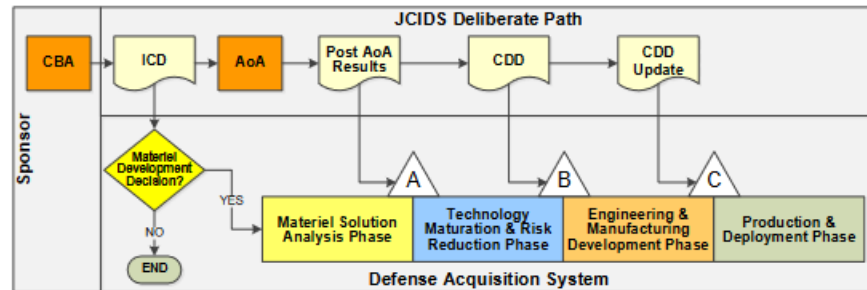 JCIDS Deliberate Path
CBA
ICD
AoA
Post AoA
Results
CDD
CDD
Update
Sponsor
Materiel
Development
Decision?
YES
NO
END
A
B
C
Materiel Solution
Analysis Phase
Technology
Maturation & Risk
Reduction Phase
Engineering &
Manufacturing
Development Phase
Production &
Deployment Phase
Defense Acquisition System